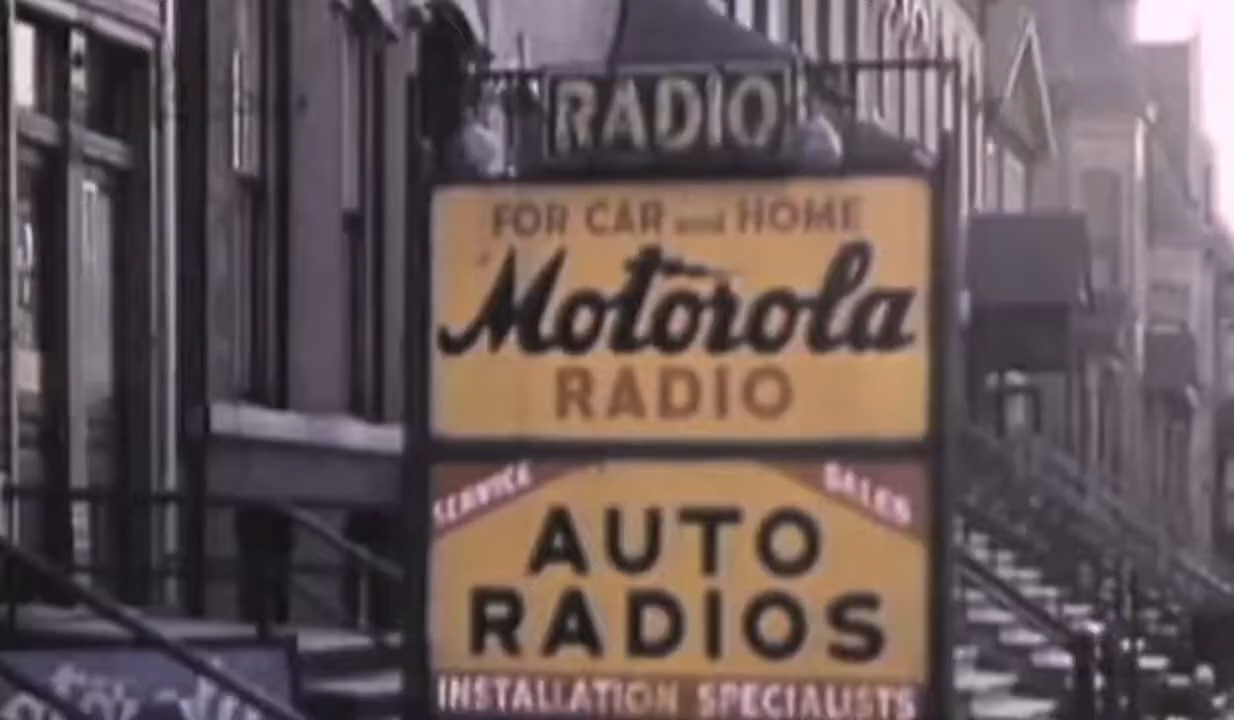 RADIO
FOR CAR and HOME
Motorola
RADIO
SERVICE
SALES
AUTO
RADIOS
INSTALLATION SPECIALISTS